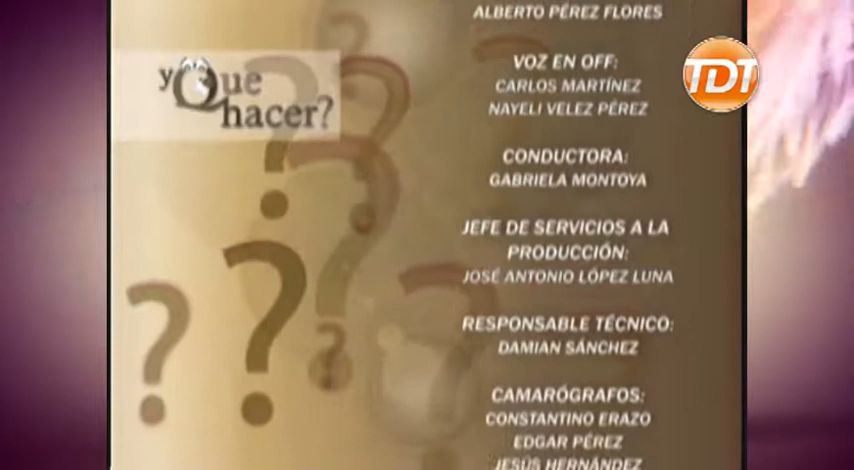 ALBERTO PÉREZ FLORES
y Que
hacer?
TDT
VOZ EN OFF:
CARLOS MARTÍNEZ
NAYELI VELEZ PÉREZ
CONDUCTORA:
GABRIELA MONTOYA
JEFE DE SERVICIOS A LA
PRODUCCIÓN:
JOSÉ ANTONIO LÓPEZ LUNA
RESPONSABLE TÉCNICO:
DAMIAN SÁNCHEZ
CAMARÓGRAFOS:
CONSTANTINO ERAZO
EDGAR PÉREZ
JESÚS HERNÁNDEZ